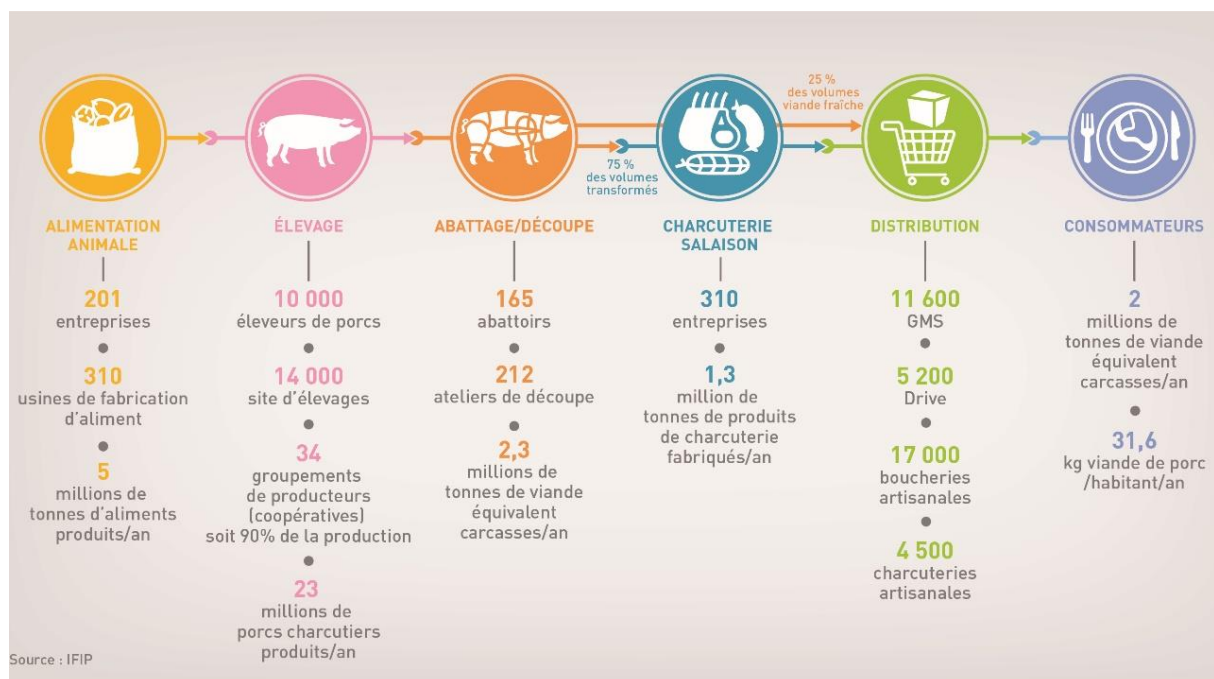 25 %
des volumes
viande fraîche
75 %
des volumes
transformés
ALIMENTATION
ANIMALE
201
entreprises
310
usines de fabrication
d'aliment
5
millions de
tonnes d'aliments
produits/an
ÉLEVAGE
10 000
éleveurs de porcs
14 000
site d'élevages
34
groupements
de producteurs
(coopératives)
soit 90% de la production
23
millions de
porcs charcutiers
produits/an
ABATTAGE/DÉCOUPE
165
abattoirs
212
ateliers de découpe
2,3
millions de
tonnes de viande
équivalent
carcasses/an
CHARCUTERIE
SALAISON
310
entreprises
1,3
million de
tonnes de produits
de charcuterie
fabriqués/an
DISTRIBUTION
11 600
GMS
5 200
Drive
17 000
boucheries
artisanales
4 500
charcuteries
artisanales
CONSOMMATEURS
2
millions de
tonnes de viande
équivalent
carcasses/an
31,6
kg viande de porc
/habitant/an
Source : IFIP